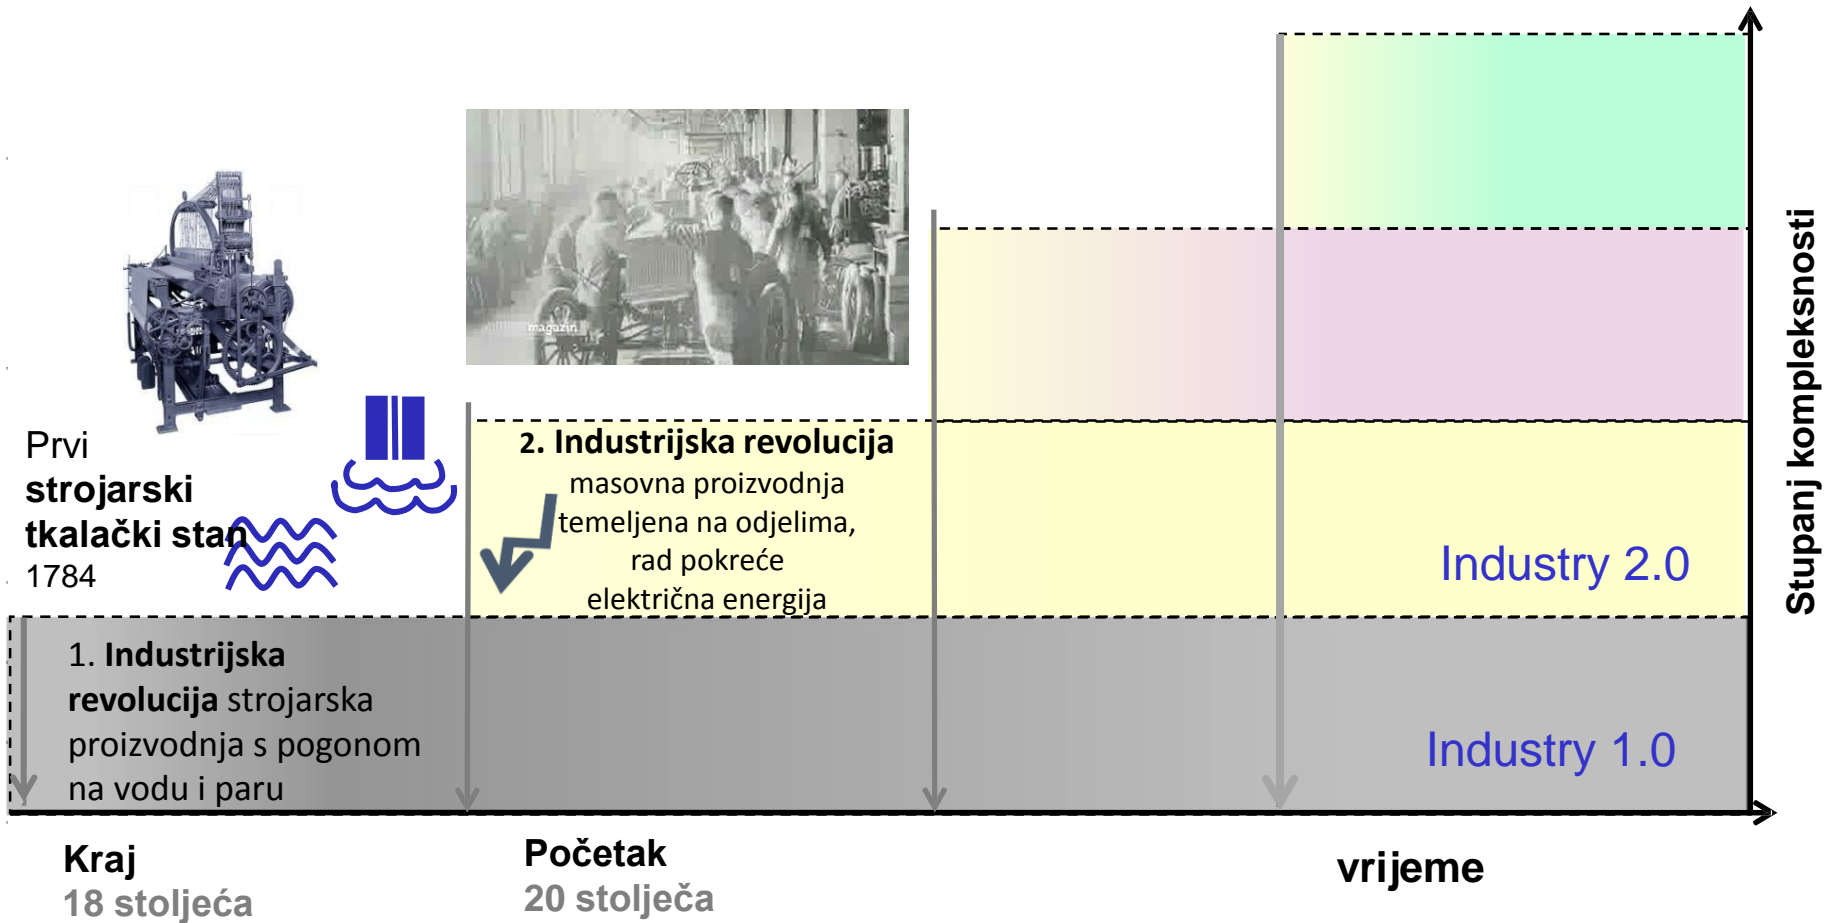 magazin
Prvi
strojarski
tkalački stan
1784
2. Industrijska revolucija
masovna proizvodnja
temeljena na odjelima,
rad pokreće
električna energija
Industry 2.0
1. Industrijska
revolucija strojarska
proizvodnja s pogonom
na vodu i paru
Industry 1.0
Stupanj kompleksnosti
Kraj
18 stoljeća
Početak
20 stolječa
vrijeme